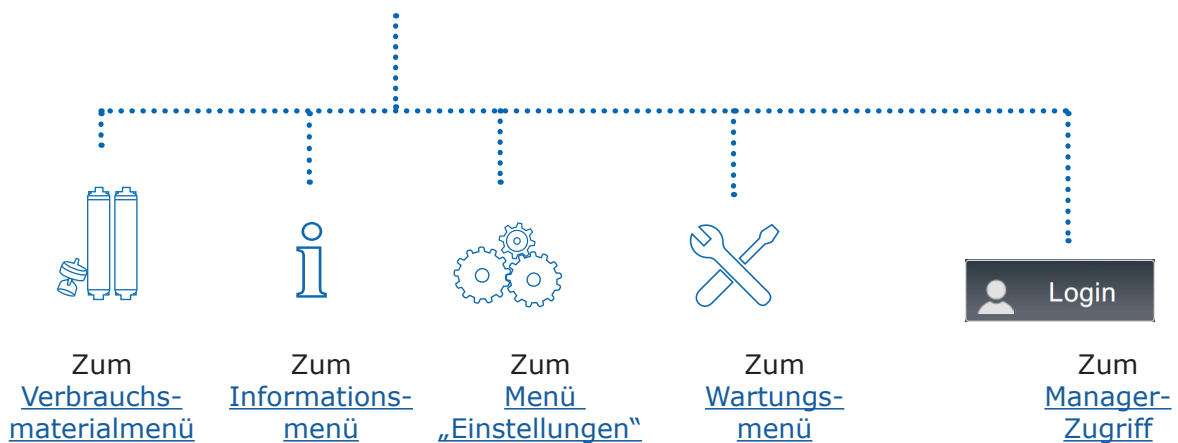 Login
Zum
Verbrauchs-
materialmenü
Zum
Informations-
menü
Zum
Menü
„Einstellungen“
Zum
Wartungs-
menü
Zum
Manager-
Zugriff